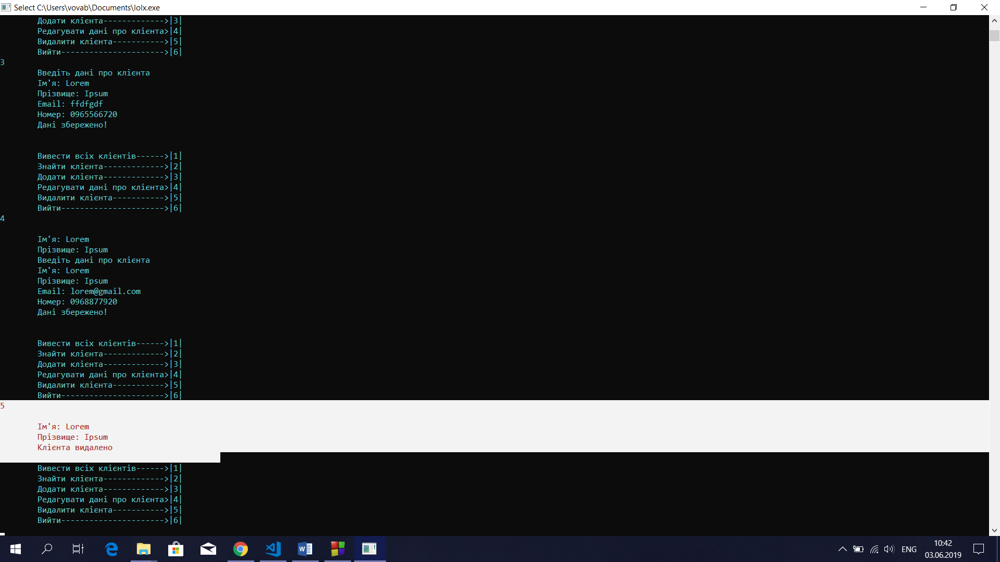 Select C:\Users\vovab\Documents\lolx.exe
Додати клієнта------------->|3|
Редагувати дані про клієнта>|4|
Видалити клієнта----------->|5|
Вийти---------------------->|6|
3
Введіть дані про клієнта
Ім'я: Lorem
Прізвище: Ipsum
Email: ffdfgdf
Номер: 0965566720
Дані збережено!
Вивести всіх клієнтів------>|1|
Знайти клієнта------------->|2|
Додати клієнта------------->|3|
Редагувати дані про клієнта>|4|
Видалити клієнта----------->|5|
Вийти---------------------->|6|
4
Ім'я: Lorem
Прізвище: Ipsum
Введіть дані про клієнта
Ім'я: Lorem
Прізвище: Ipsum
Email: lorem@gmail.com
Номер: 0968877920
Дані збережено!
Вивести всіх клієнтів------>|1|
Знайти клієнта------------->|2|
Додати клієнта------------->|3|
Редагувати дані про клієнта>|4|
Видалити клієнта----------->|5|
Вийти---------------------->|6|
5
Ім'я: Lorem
Прізвище: Ipsum
Клієнта видалено
Вивести всіх клієнтів------>|1|
Знайти клієнта------------->|2|
Додати клієнта------------->|3|
Редагувати дані про клієнта>|4|
Видалити клієнта----------->|5|
Вийти---------------------->|6|
ENG
10:42
03.06.2019